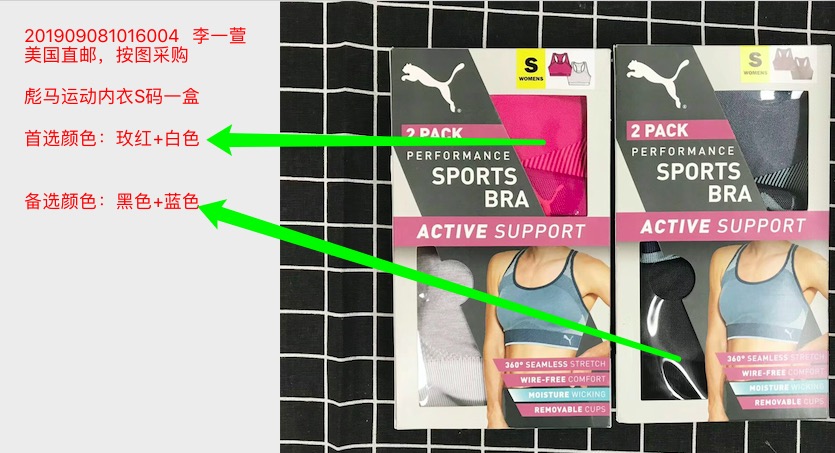 201909081016004 李一萱
美国直邮，按图采购
彪马运动内衣S码一盒
首选颜色：玫红+白色
备选颜色：黑色+蓝色
S
WOMENS
2 PACK
PERFORMANCE
SPORTS
BRA
ACTIVE SUPPORT
360° SEAMLESS STRETCH
WIRE-FREE COMFORT
MOISTURE WICKING
REMOVABLE CUPS
S
WOMENS
2 PACK
PERFORMANCE
SPORTS
BRA
ACTIVE SUPPORT
360° SEAMLESS STRETCH
WIRE-FREE COMFORT
MOISTURE WICKING
REMOVABLE CUPS